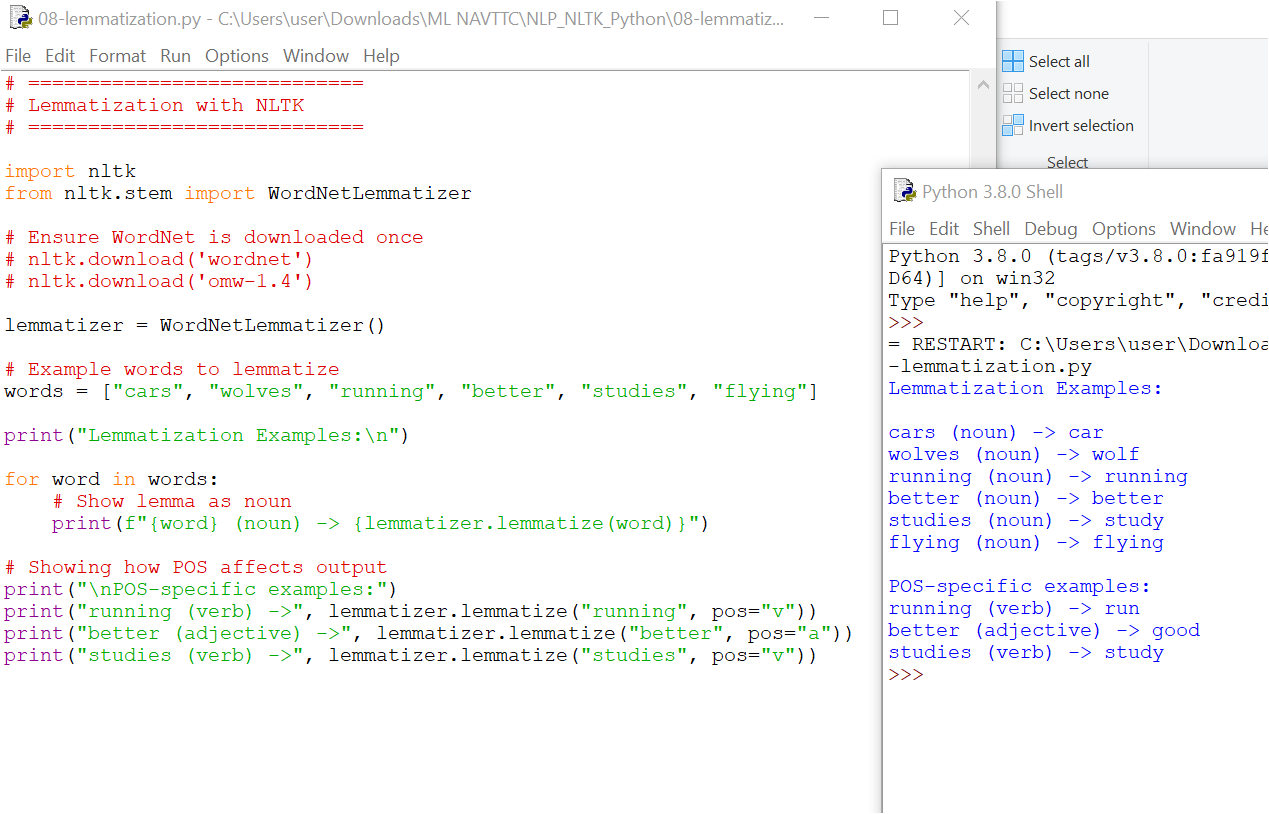 08-lemmatization.py - C:\Users\user\Downloads\ML NAVTTC\NLP_NLTK_Python\08-lemmatiz...
File Edit Format Run Options Window Help
# ============================
# Lemmatization with NLTK
# ============================
import nltk
from nltk.stem import WordNetLemmatizer
# Ensure WordNet is downloaded once
# nltk.download('wordnet')
# nltk.download('omw-1.4')
lemmatizer = WordNetLemmatizer()
# Example words to lemmatize
words = ["cars", "wolves", "running", "better", "studies", "flying"]
print("Lemmatization Examples:\n")
for word in words:
    # Show lemma as noun
    print(f"{word} (noun) -> {lemmatizer.lemmatize(word)}")
# Showing how POS affects output
print("\nPOS-specific examples:")
print("running (verb) ->", lemmatizer.lemmatize("running", pos="v"))
print("better (adjective) ->", lemmatizer.lemmatize("better", pos="a"))
print("studies (verb) ->", lemmatizer.lemmatize("studies", pos="v"))
Select all
Select none
Invert selection
Select
Python 3.8.0 Shell
File Edit Shell Debug Options Window He
Python 3.8.0 (tags/v3.8.0:fa919f
D64)] on win32
Type "help", "copyright", "credi
>>>
= RESTART: C:\Users\user\Downloa
-lemmatization.py
Lemmatization Examples:
cars (noun) -> car
wolves (noun) -> wolf
running (noun) -> running
better (noun) -> better
studies (noun) -> study
flying (noun) -> flying
POS-specific examples:
running (verb) -> run
better (adjective) -> good
studies (verb) -> study
>>>